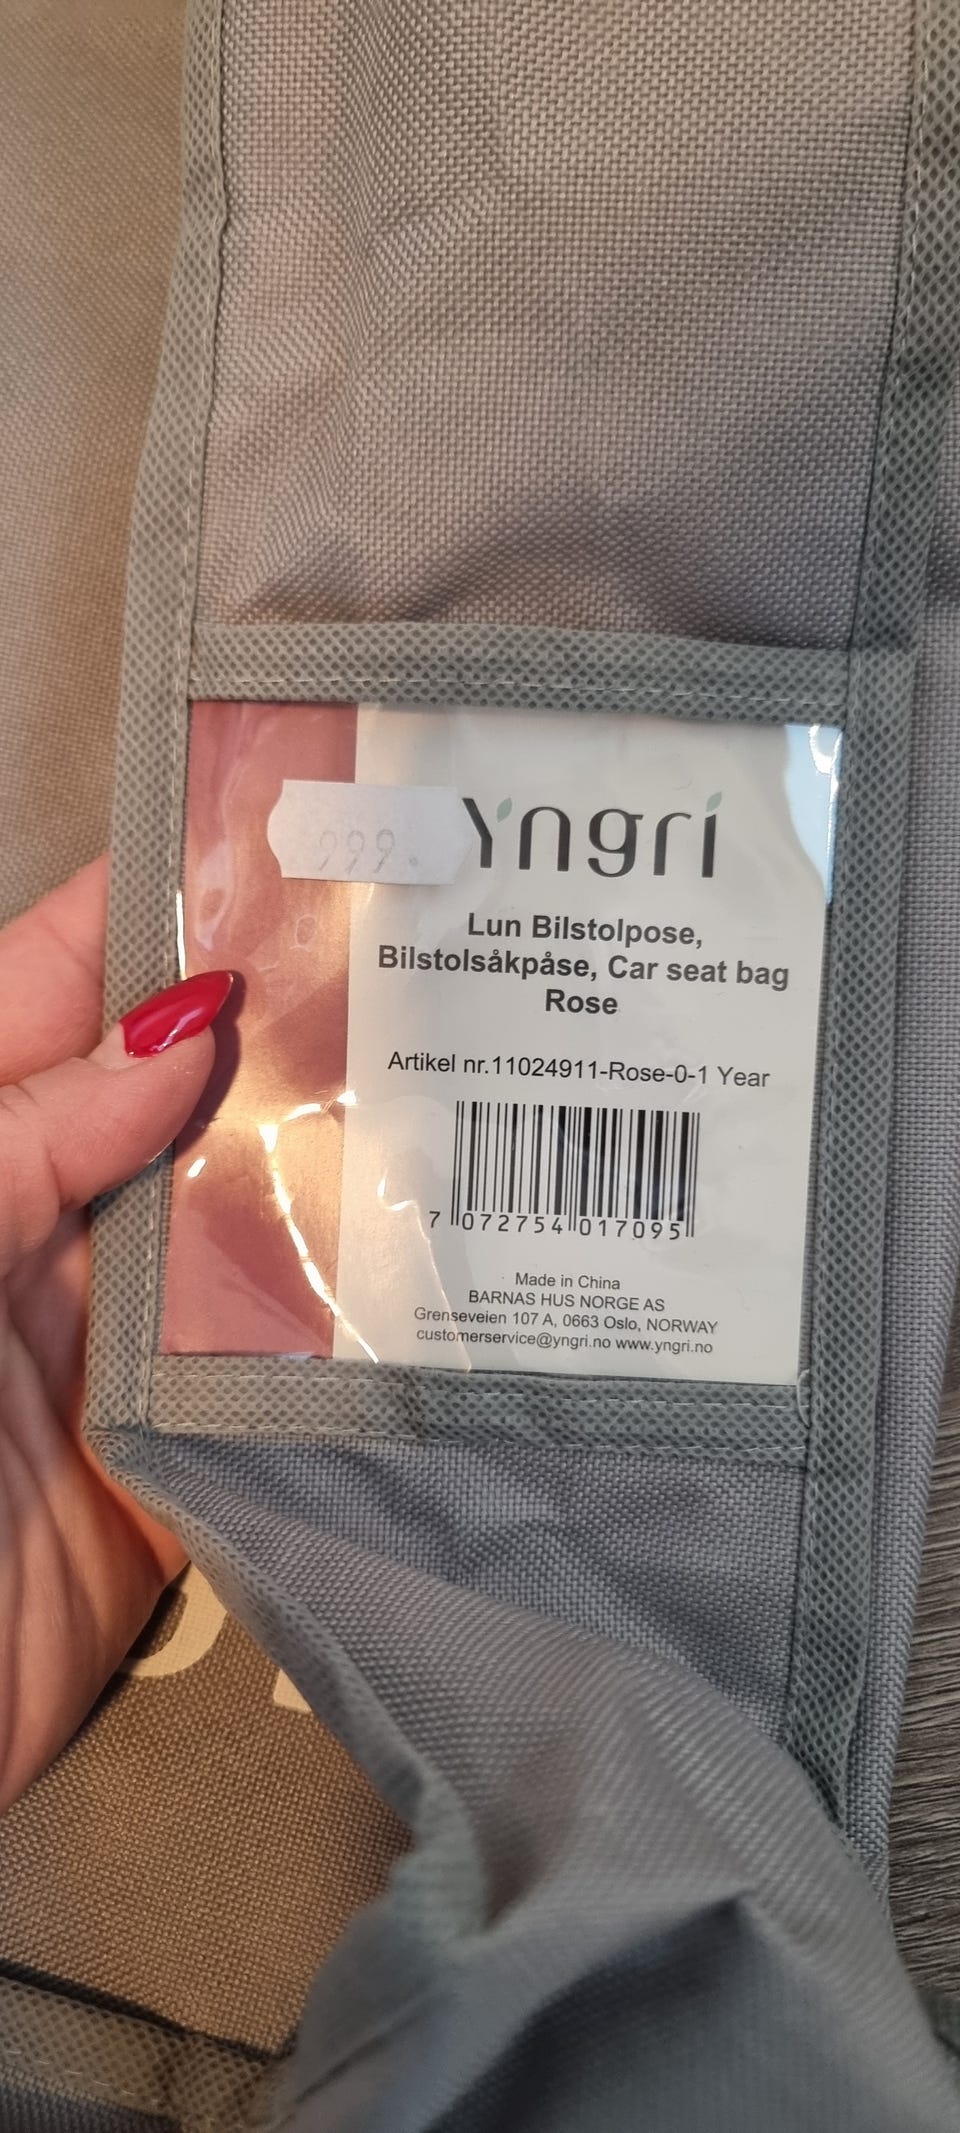 999.
Yngri
Lun Bilstolpose,
Bilstolsåkpåse, Car seat bag
Rose
Artikel nr.11024911-Rose-0-1 Year
7 072754 017095
Made in China
BARNAS HUS NORGE AS
Grenseveien 107 A, 0663 Oslo, NORWAY
customerservice@yngri.no www.yngri.no